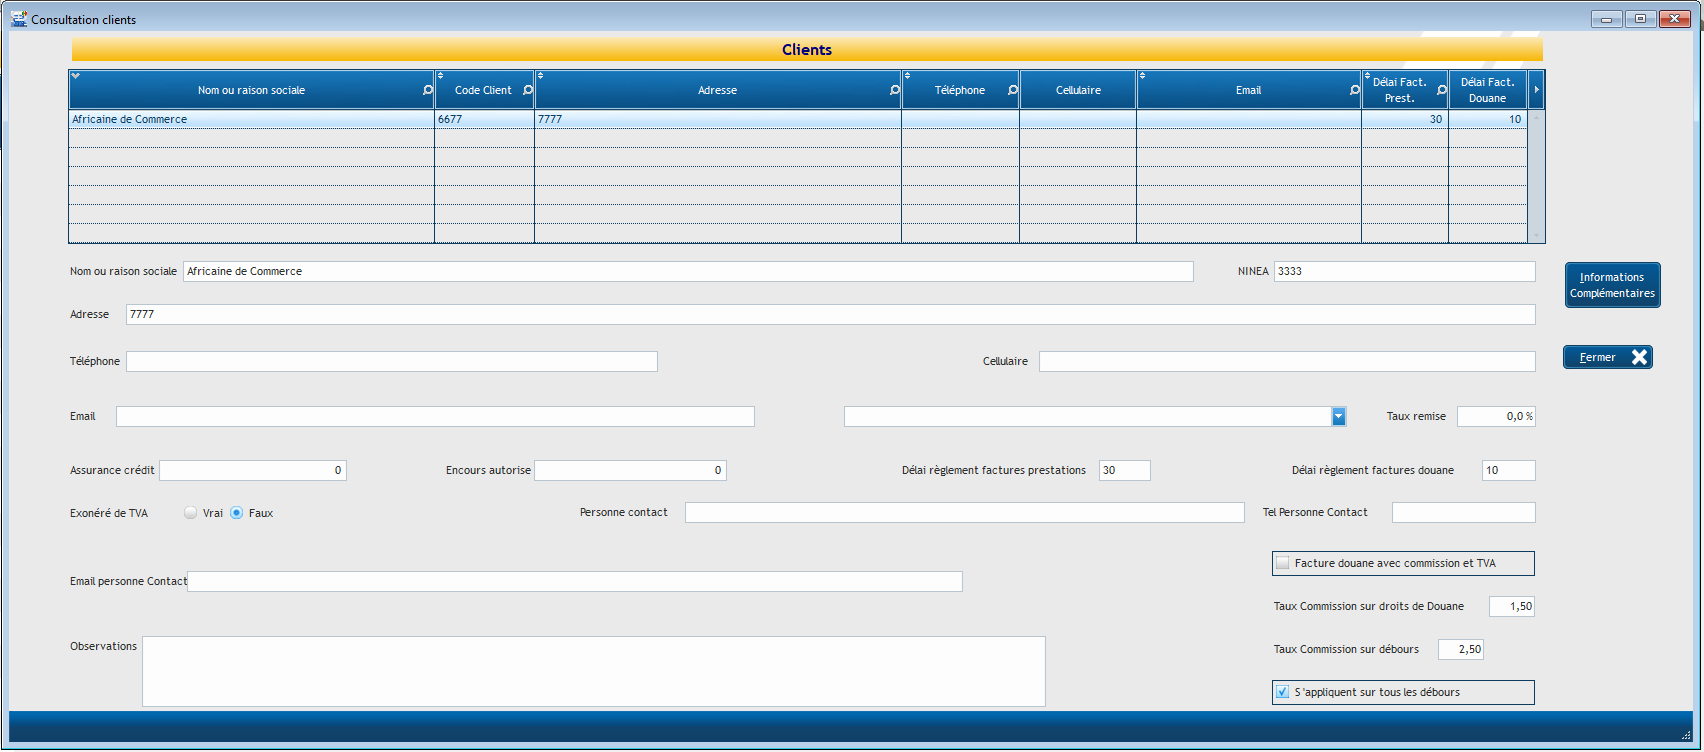 Consultation clients
Clients
Nom ou raison sociale Code Client Adresse Téléphone Cellulaire Email Délai Fact. Prest. Délai Fact. Douane
Africaine de Commerce 6677 7777 30 10
Nom ou raison sociale Africaine de Commerce NINEA 3333
Informations
Complémentaires
Adresse 7777
Téléphone Cellulaire
Fermer
Email Taux remise 0,0 %
Assurance crédit 0 Encours autorise 0 Délai règlement factures prestations 30 Délai règlement factures douane 10
Exonéré de TVA Vrai Faux Personne contact Tel Personne Contact
Facture douane avec commission et TVA
Email personne Contact
Taux Commission sur droits de Douane 1,50
Observations
Taux Commission sur débours 2,50
S'appliquent sur tous les débours